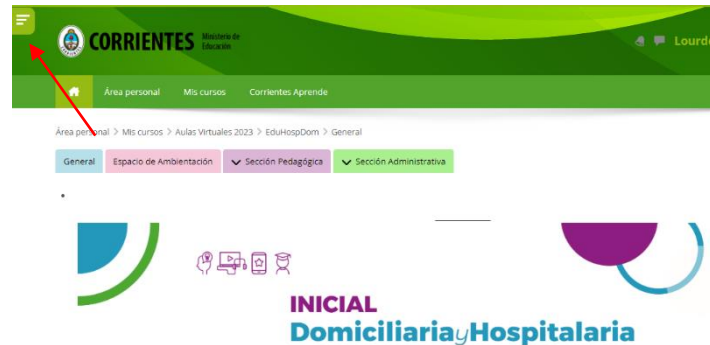 CORRIENTES Ministerio de Educación
Lourd
Área personal Mis cursos Corrientes Aprende
Área personal > Mis cursos > Aulas Virtuales 2023 > EduHospDom > General
General Espacio de Ambientación Sección Pedagógica Sección Administrativa
INICIAL
DomiciliariayHospitalaria